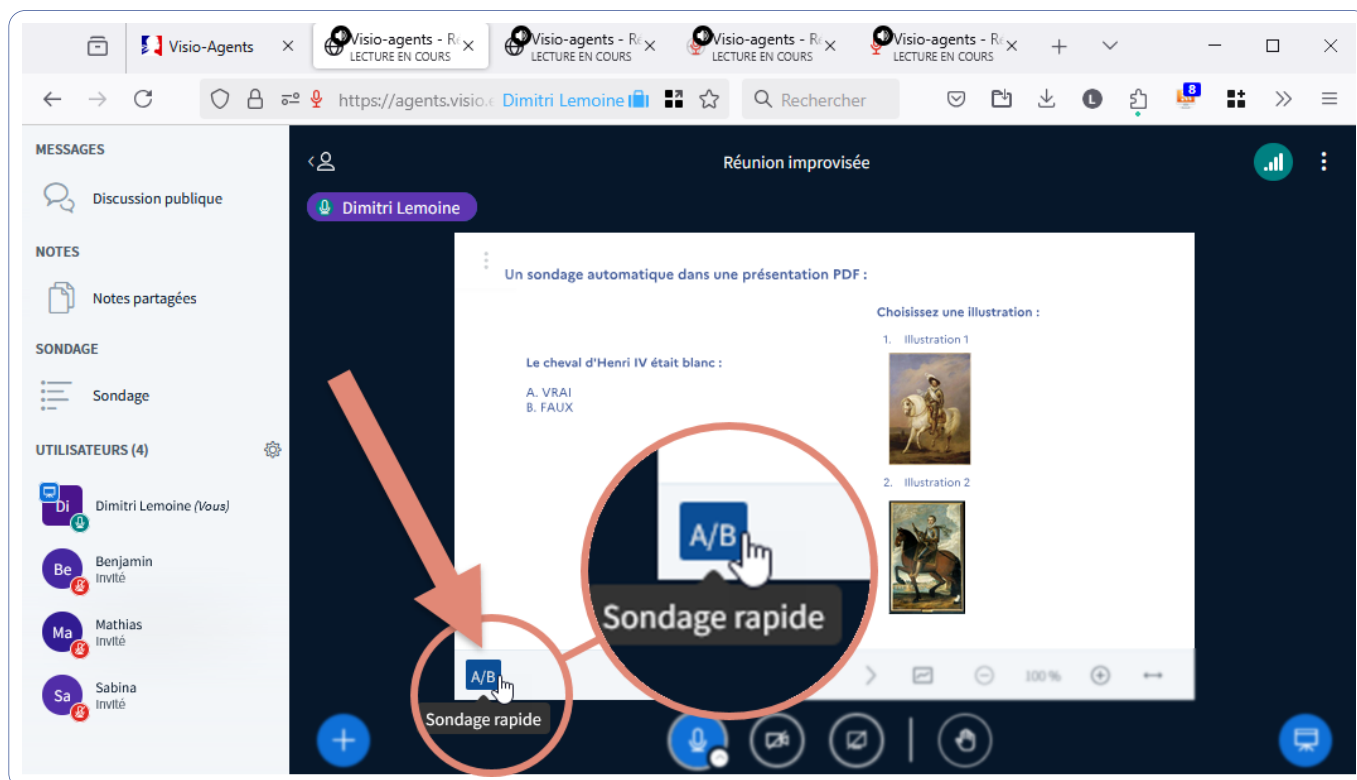 Visio-Agents
Visio-agents - Ré
LECTURE EN COURS
Visio-agents - Ré
LECTURE EN COURS
Visio-agents - Ré
LECTURE EN COURS
Visio-agents - Ré
LECTURE EN COURS
https://agents.visio.e Dimitri Lemoine
Rechercher
L
8
MESSAGES
Discussion publique
NOTES
Notes partagées
SONDAGE
Sondage
UTILISATEURS (4)
Di
Dimitri Lemoine (Vous)
Be
Benjamin
Invité
Ma
Mathias
Invité
Sa
Sabina
Invité
Réunion improvisée
Dimitri Lemoine
Un sondage automatique dans une présentation PDF :
Le cheval d'Henri IV était blanc :
A. VRAI
B. FAUX
Choisissez une illustration :
1. Illustration 1
2. Illustration 2
A/B
Sondage rapide
A/B
Sondage rapide
100 %